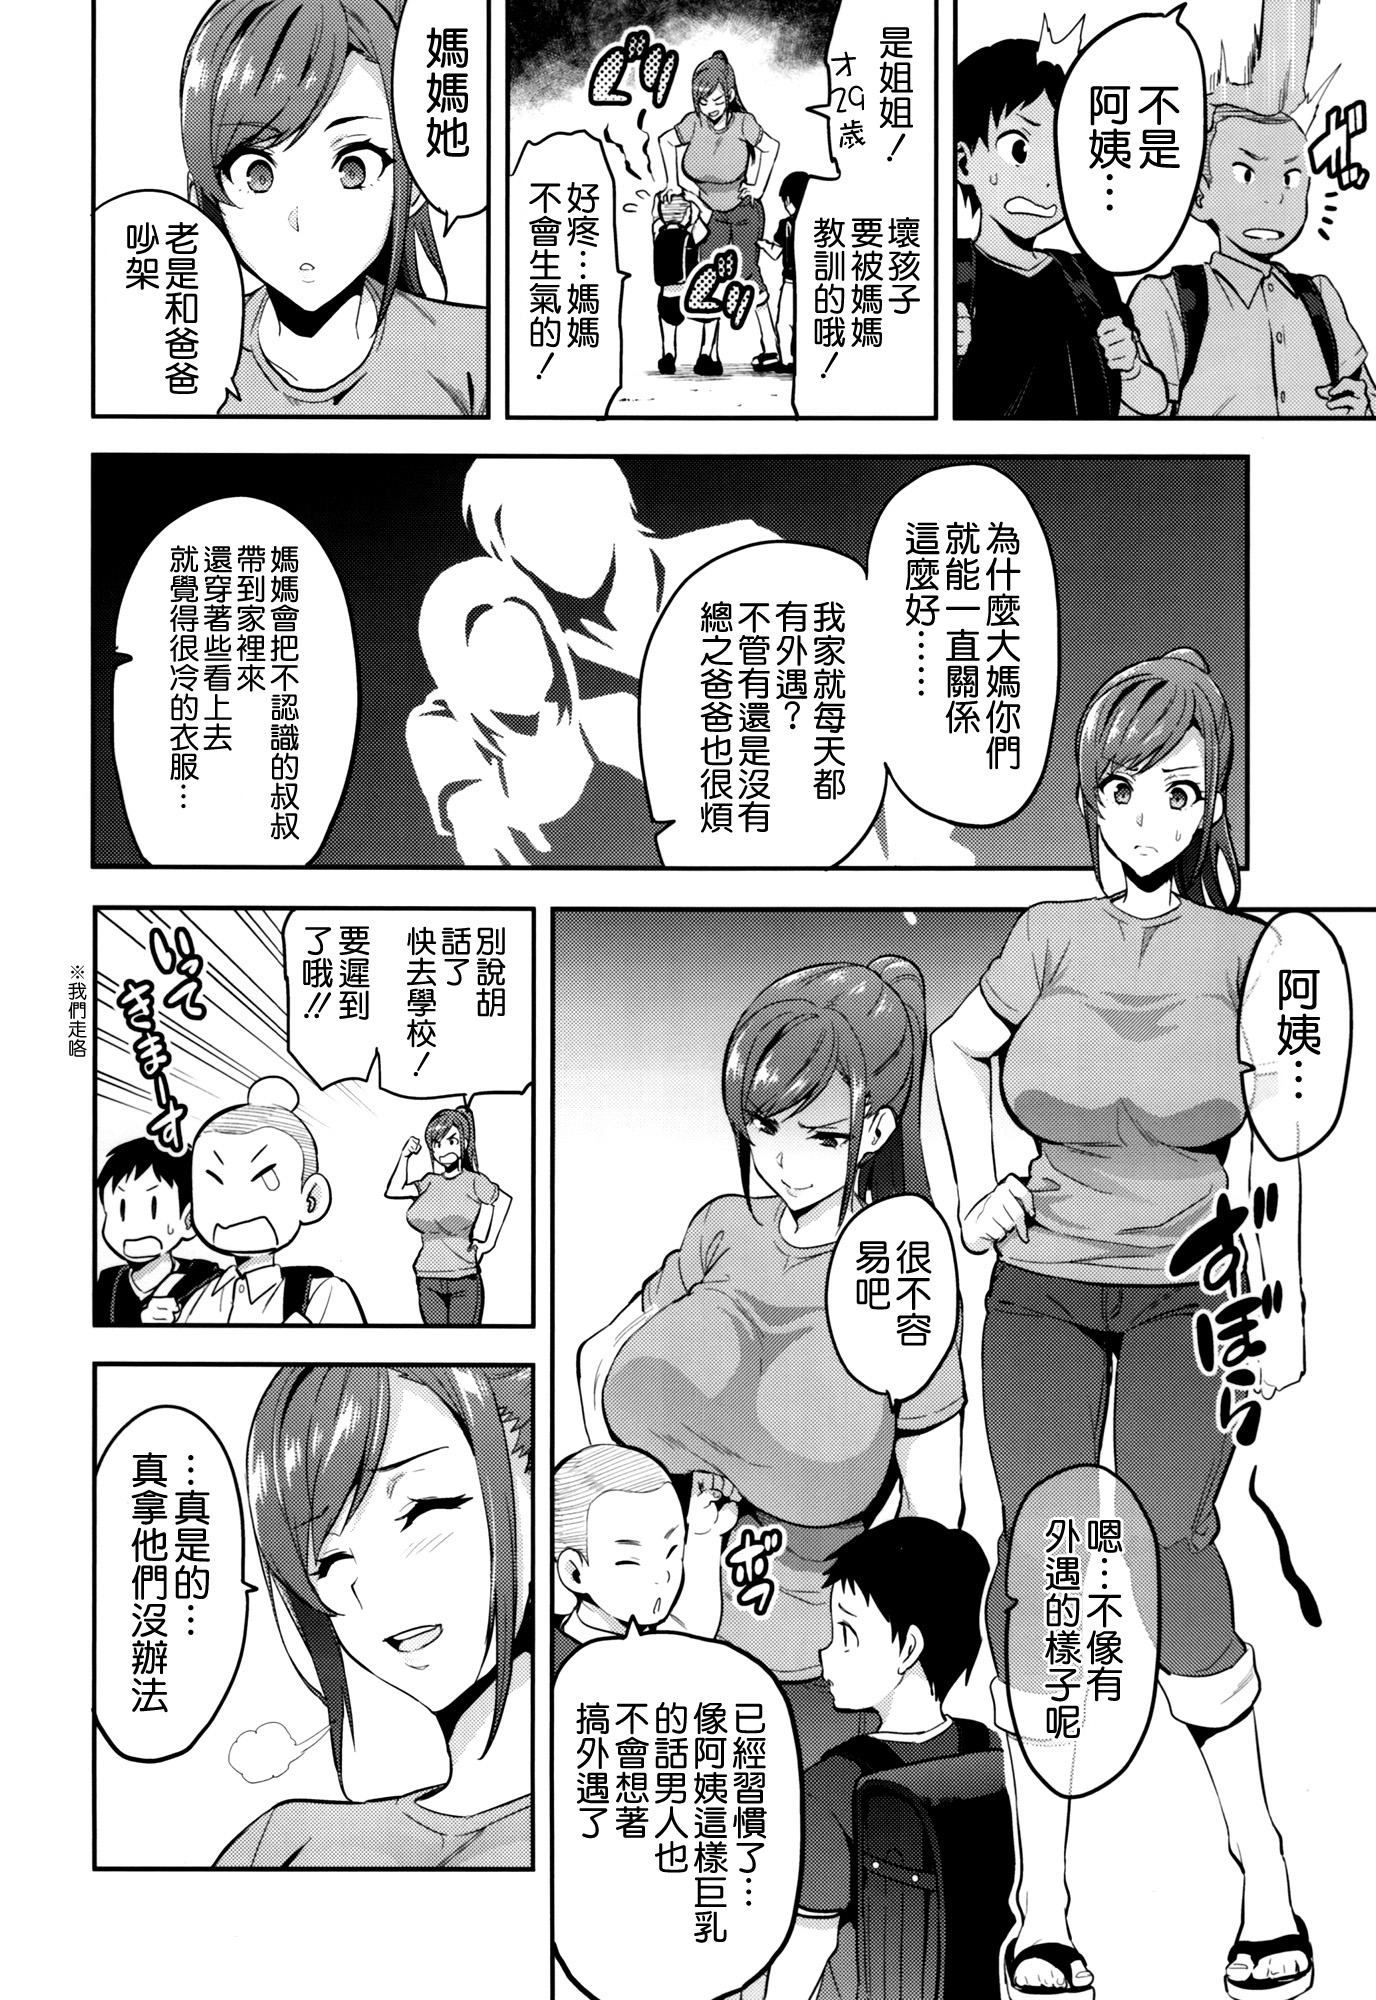 不是
阿姨…
ギッ
是姐姐！
才29歲
壞孩子
要被媽媽
教訓的哦！
ぐり
ぐり
好疼…媽媽
不會生氣的！
媽媽她
老是和爸爸
吵架
為什麼大媽你們
就能一直關係
這麼好……
我家就每天都
有外遇？
不管有還是沒有
總之爸爸也很煩
媽媽會把不認識的叔叔
帶到家裡來
還穿著些看上去
就覺得很冷的衣服…
阿姨…
ずぼらっ
嗯…不像有
外遇的樣子呢
很不容
易吧
ボフ
已經習慣了…
像阿姨這樣巨乳
的話男人也
不會想著
搞外遇了
別說胡
話了
快去學校！
要遲到
了哦!!
いって
きまーす
※我們走咯
…真是的…
真拿他們沒辦法